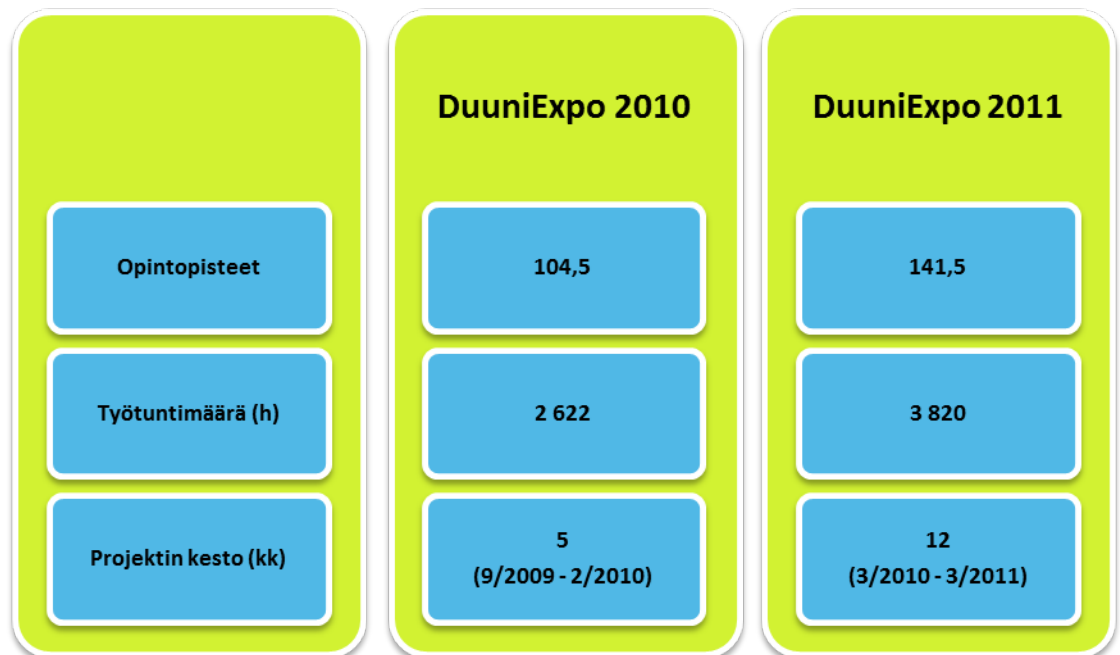 DuuniExpo 2010
DuuniExpo 2011
Opintopisteet
104,5
141,5
Työtuntimäärä (h)
2 622
3 820
Projektin kesto (kk)
5
(9/2009 - 2/2010)
12
(3/2010 - 3/2011)